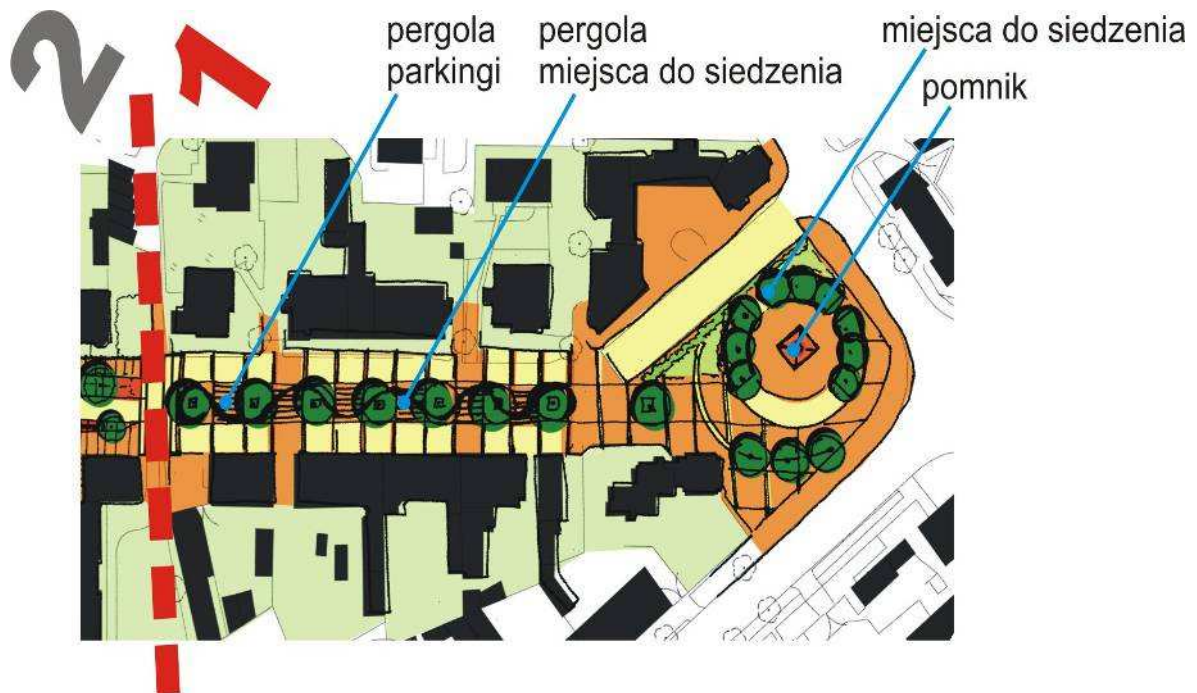 2 1
pergola
parkingi
pergola
miejsca do siedzenia
miejsca do siedzenia
pomnik